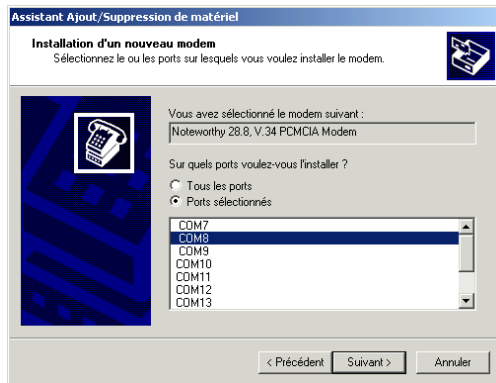 Assistant Ajout/Suppression de matériel
Installation d'un nouveau modem
Sélectionnez le ou les ports sur lesquels vous voulez installer le modem.
Vous avez sélectionné le modem suivant :
Noteworthy 28.8, V.34 PCMCIA Modem
Sur quels ports voulez-vous l'installer ?
Tous les ports
Ports sélectionnés
COM7
COM8
COM9
COM10
COM11
COM12
COM13
< Précédent Suivant > Annuler